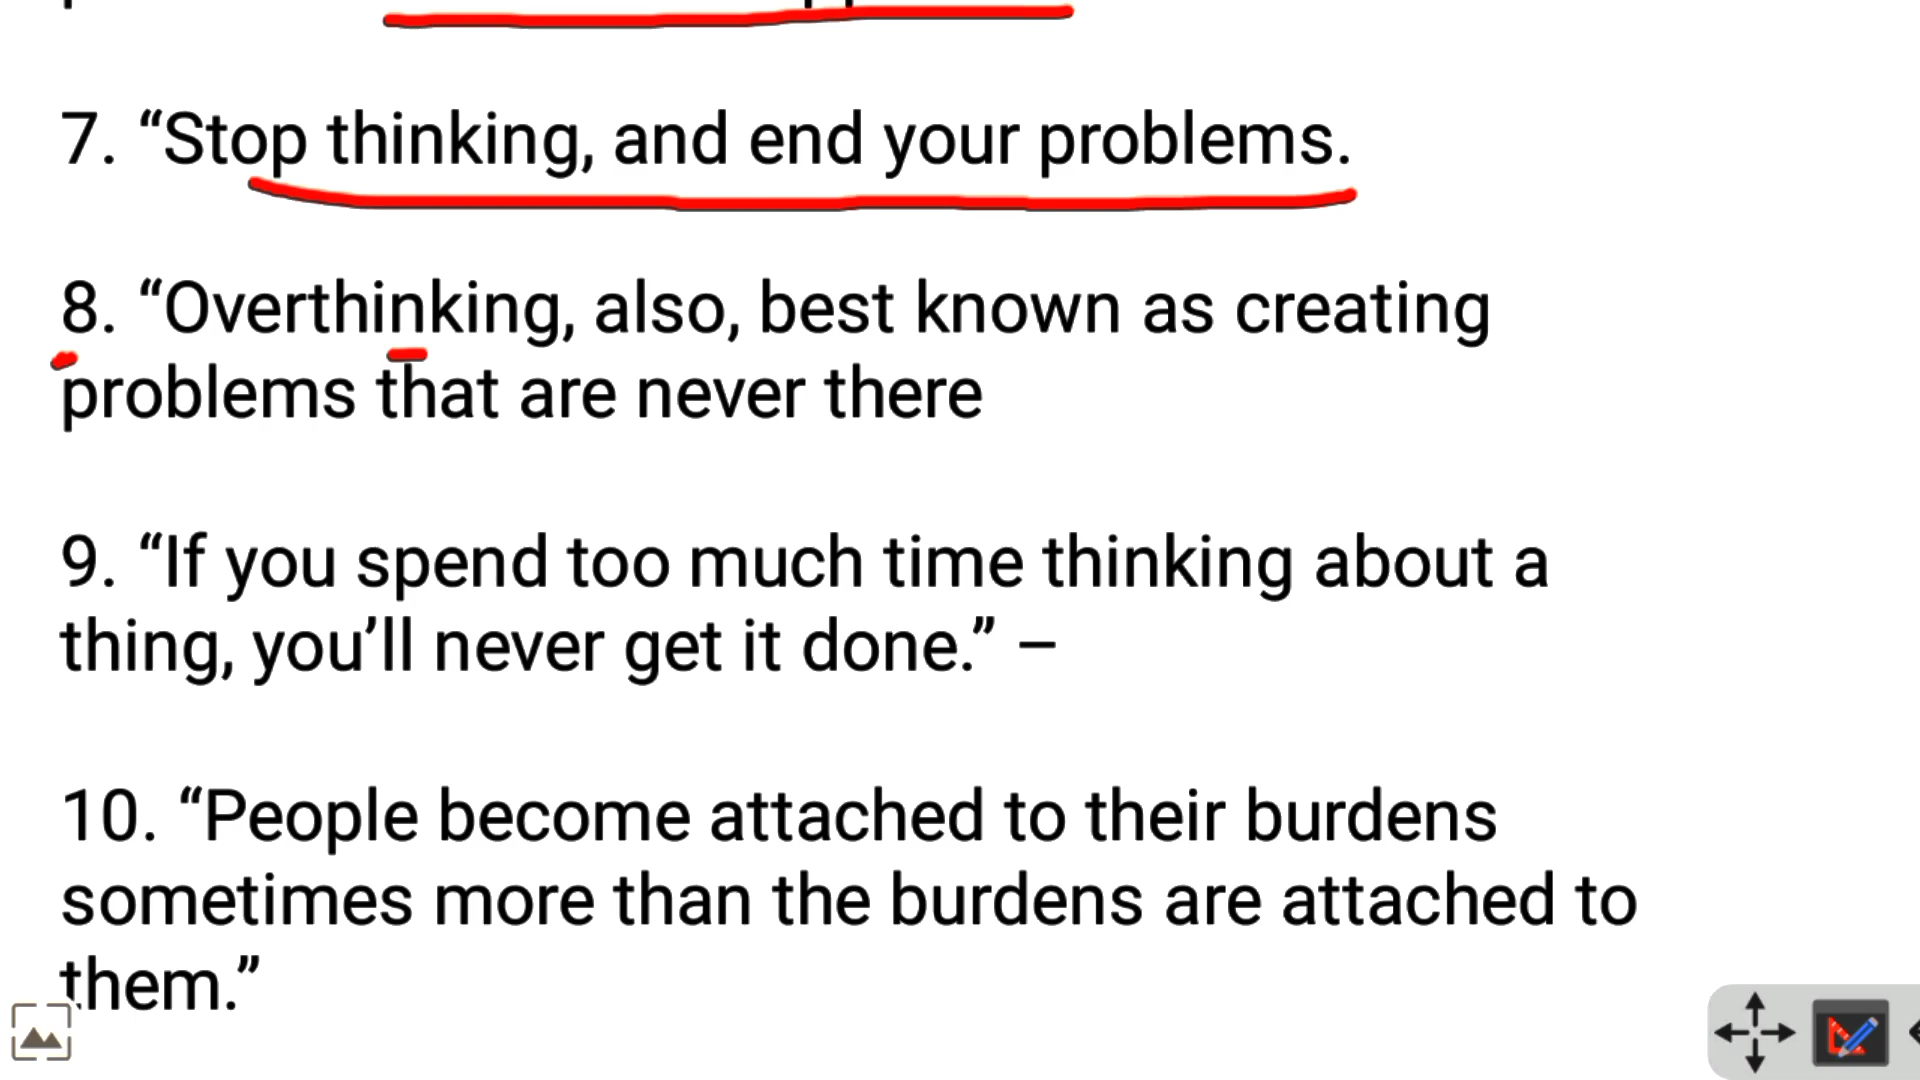 7. “Stop thinking, and end your problems.
8. “Overthinking, also, best known as creating
problems that are never there
9. “If you spend too much time thinking about a
thing, you’ll never get it done.” –
10. “People become attached to their burdens
sometimes more than the burdens are attached to
them.”